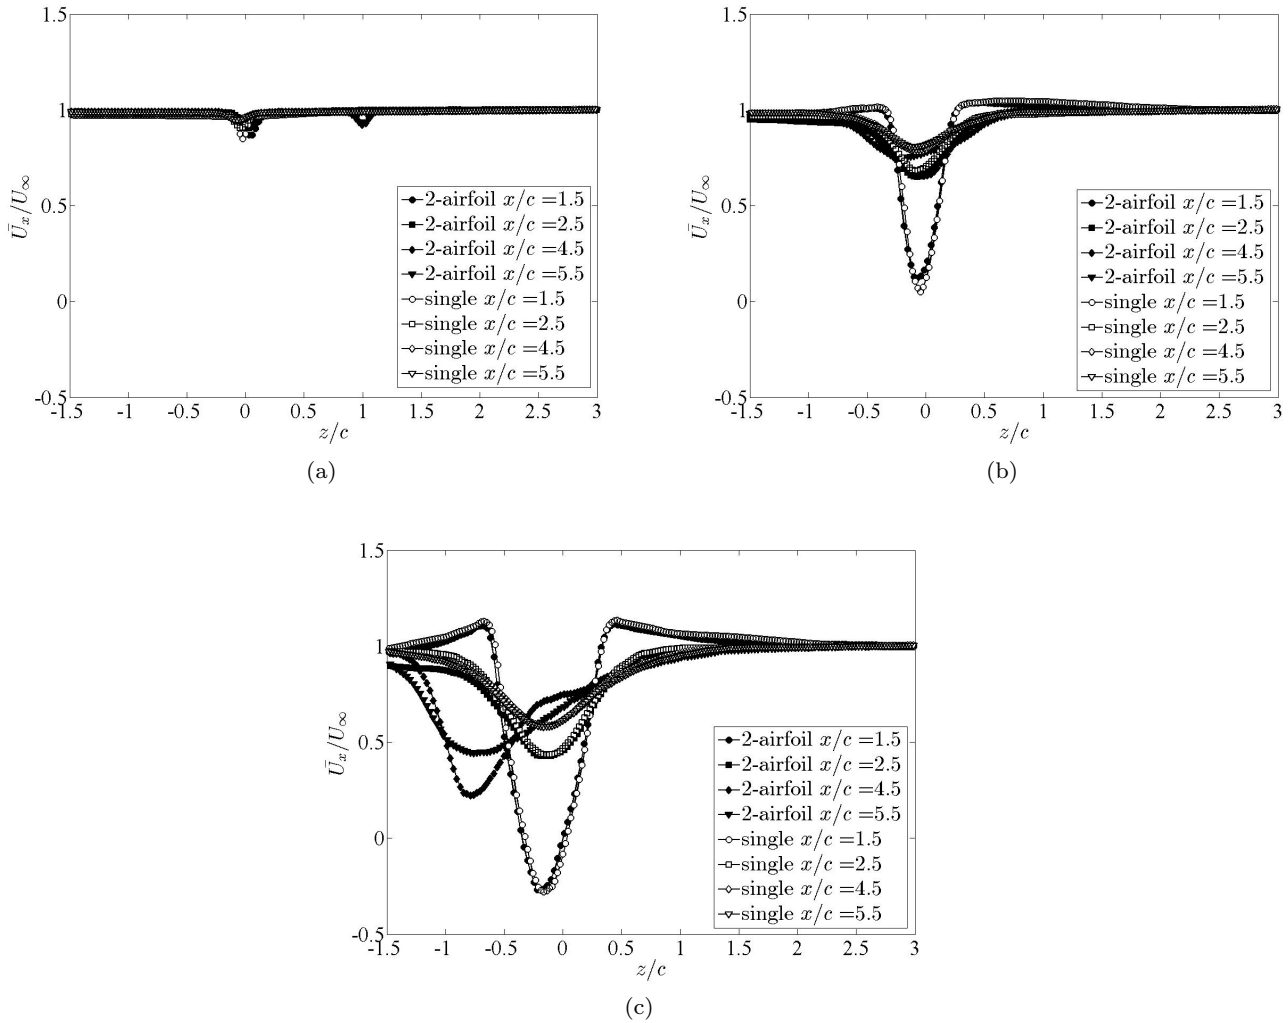 1.5
1
0.5
0
-0.5
-1.5 -1 -0.5 0 0.5 1 1.5 2 2.5 3
Ūx/U∞
z/c
2-airfoil x/c =1.5
2-airfoil x/c =2.5
2-airfoil x/c =4.5
2-airfoil x/c =5.5
single x/c =1.5
single x/c =2.5
single x/c =4.5
single x/c =5.5
(a)
1.5
1
0.5
0
-0.5
-1.5 -1 -0.5 0 0.5 1 1.5 2 2.5 3
Ūx/U∞
z/c
2-airfoil x/c =1.5
2-airfoil x/c =2.5
2-airfoil x/c =4.5
2-airfoil x/c =5.5
single x/c =1.5
single x/c =2.5
single x/c =4.5
single x/c =5.5
(b)
1.5
1
0.5
0
-0.5
-1.5 -1 -0.5 0 0.5 1 1.5 2 2.5 3
Ūx/U∞
z/c
2-airfoil x/c =1.5
2-airfoil x/c =2.5
2-airfoil x/c =4.5
2-airfoil x/c =5.5
single x/c =1.5
single x/c =2.5
single x/c =4.5
single x/c =5.5
(c)